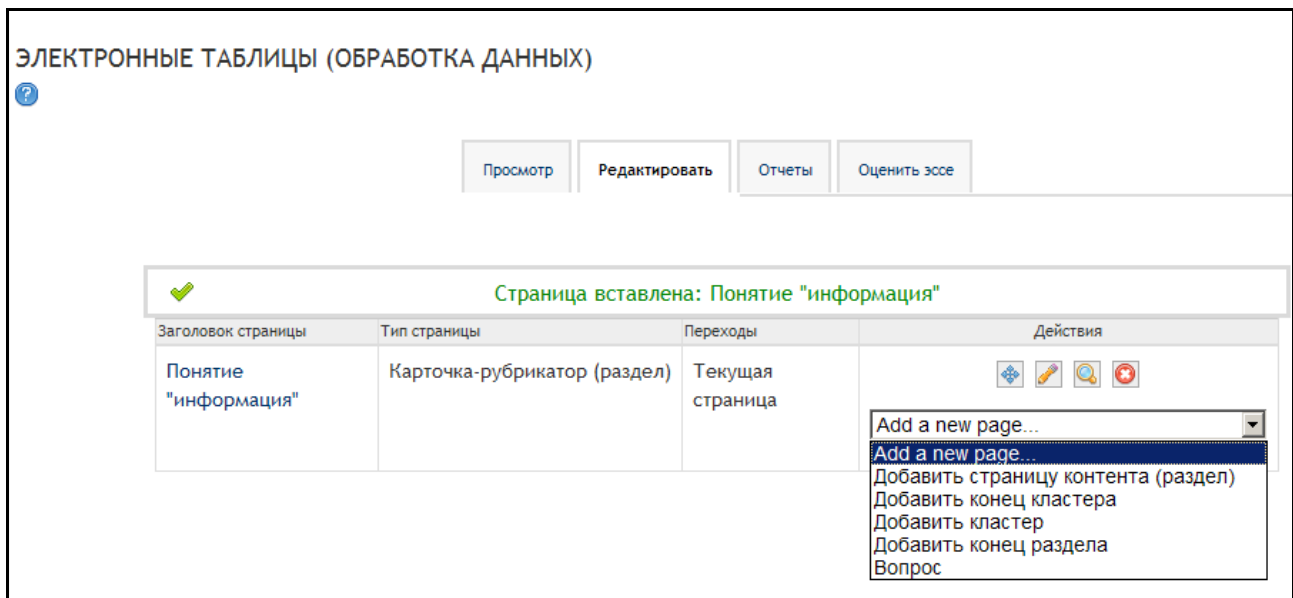 ЭЛЕКТРОННЫЕ ТАБЛИЦЫ (ОБРАБОТКА ДАННЫХ)
?
Просмотр Редактировать Отчеты Оценить эссе
Страница вставлена: Понятие "информация"
Заголовок страницы Тип страницы Переходы Действия
Понятие Карточка-рубрикатор (раздел) Текущая
"информация" страница
Add a new page...
Add a new page...
Добавить страницу контента (раздел)
Добавить конец кластера
Добавить кластер
Добавить конец раздела
Вопрос